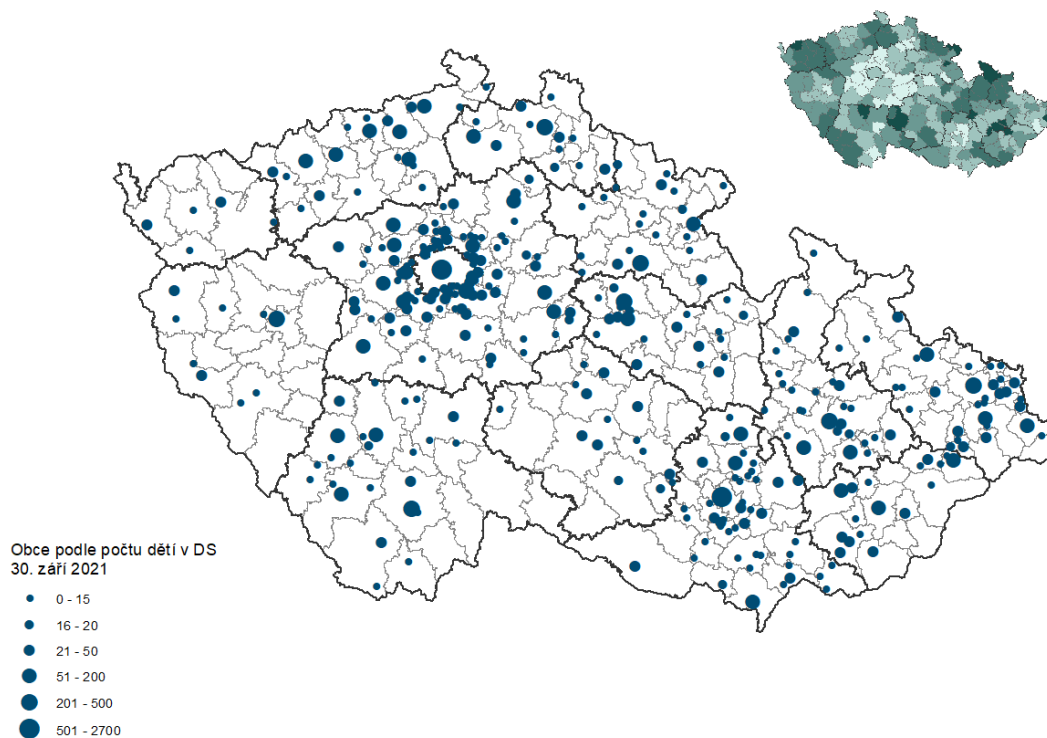 Obce podle počtu dětí v DS
30. září 2021
0 - 15
16 - 20
21 - 50
51 - 200
201 - 500
501 - 2700